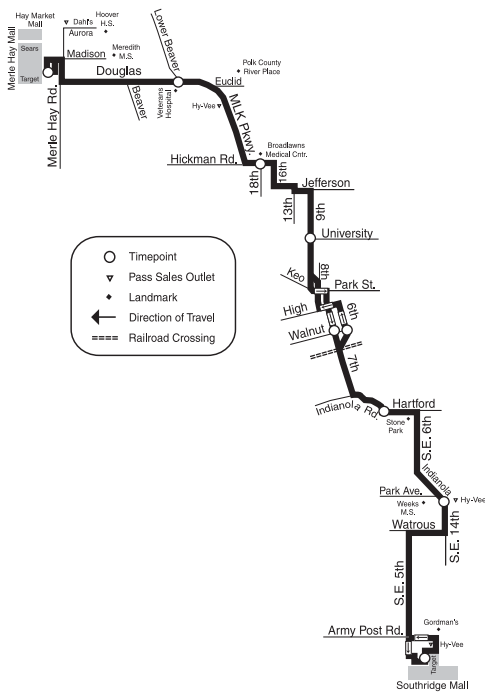 Hay Market
Mall
Dahl's
Aurora
Hoover
H.S.
Merle Hay Mall
Sears
Target
Madison
Meredith
M.S.
Douglas
Lower Beaver
Polk County
River Place
Euclid
Merle Hay Rd.
Beaver
Veterans
Hospital
Hy-Vee
MLK Pkwy.
Broadlawns
Medical Cntr.
Hickman Rd.
18th
16th
13th
Jefferson
9th
University
Timepoint
Pass Sales Outlet
Landmark
Direction of Travel
Railroad Crossing
Keo
8th
Park St.
High
6th
Walnut
7th
Indianola Rd.
Hartford
Stone
Park
S.E. 6th
Indianola
Park Ave.
Weeks
M.S.
Hy-Vee
Watrous
S.E. 14th
S.E. 5th
Army Post Rd.
Gordman's
Hy-Vee
Target
Southridge Mall